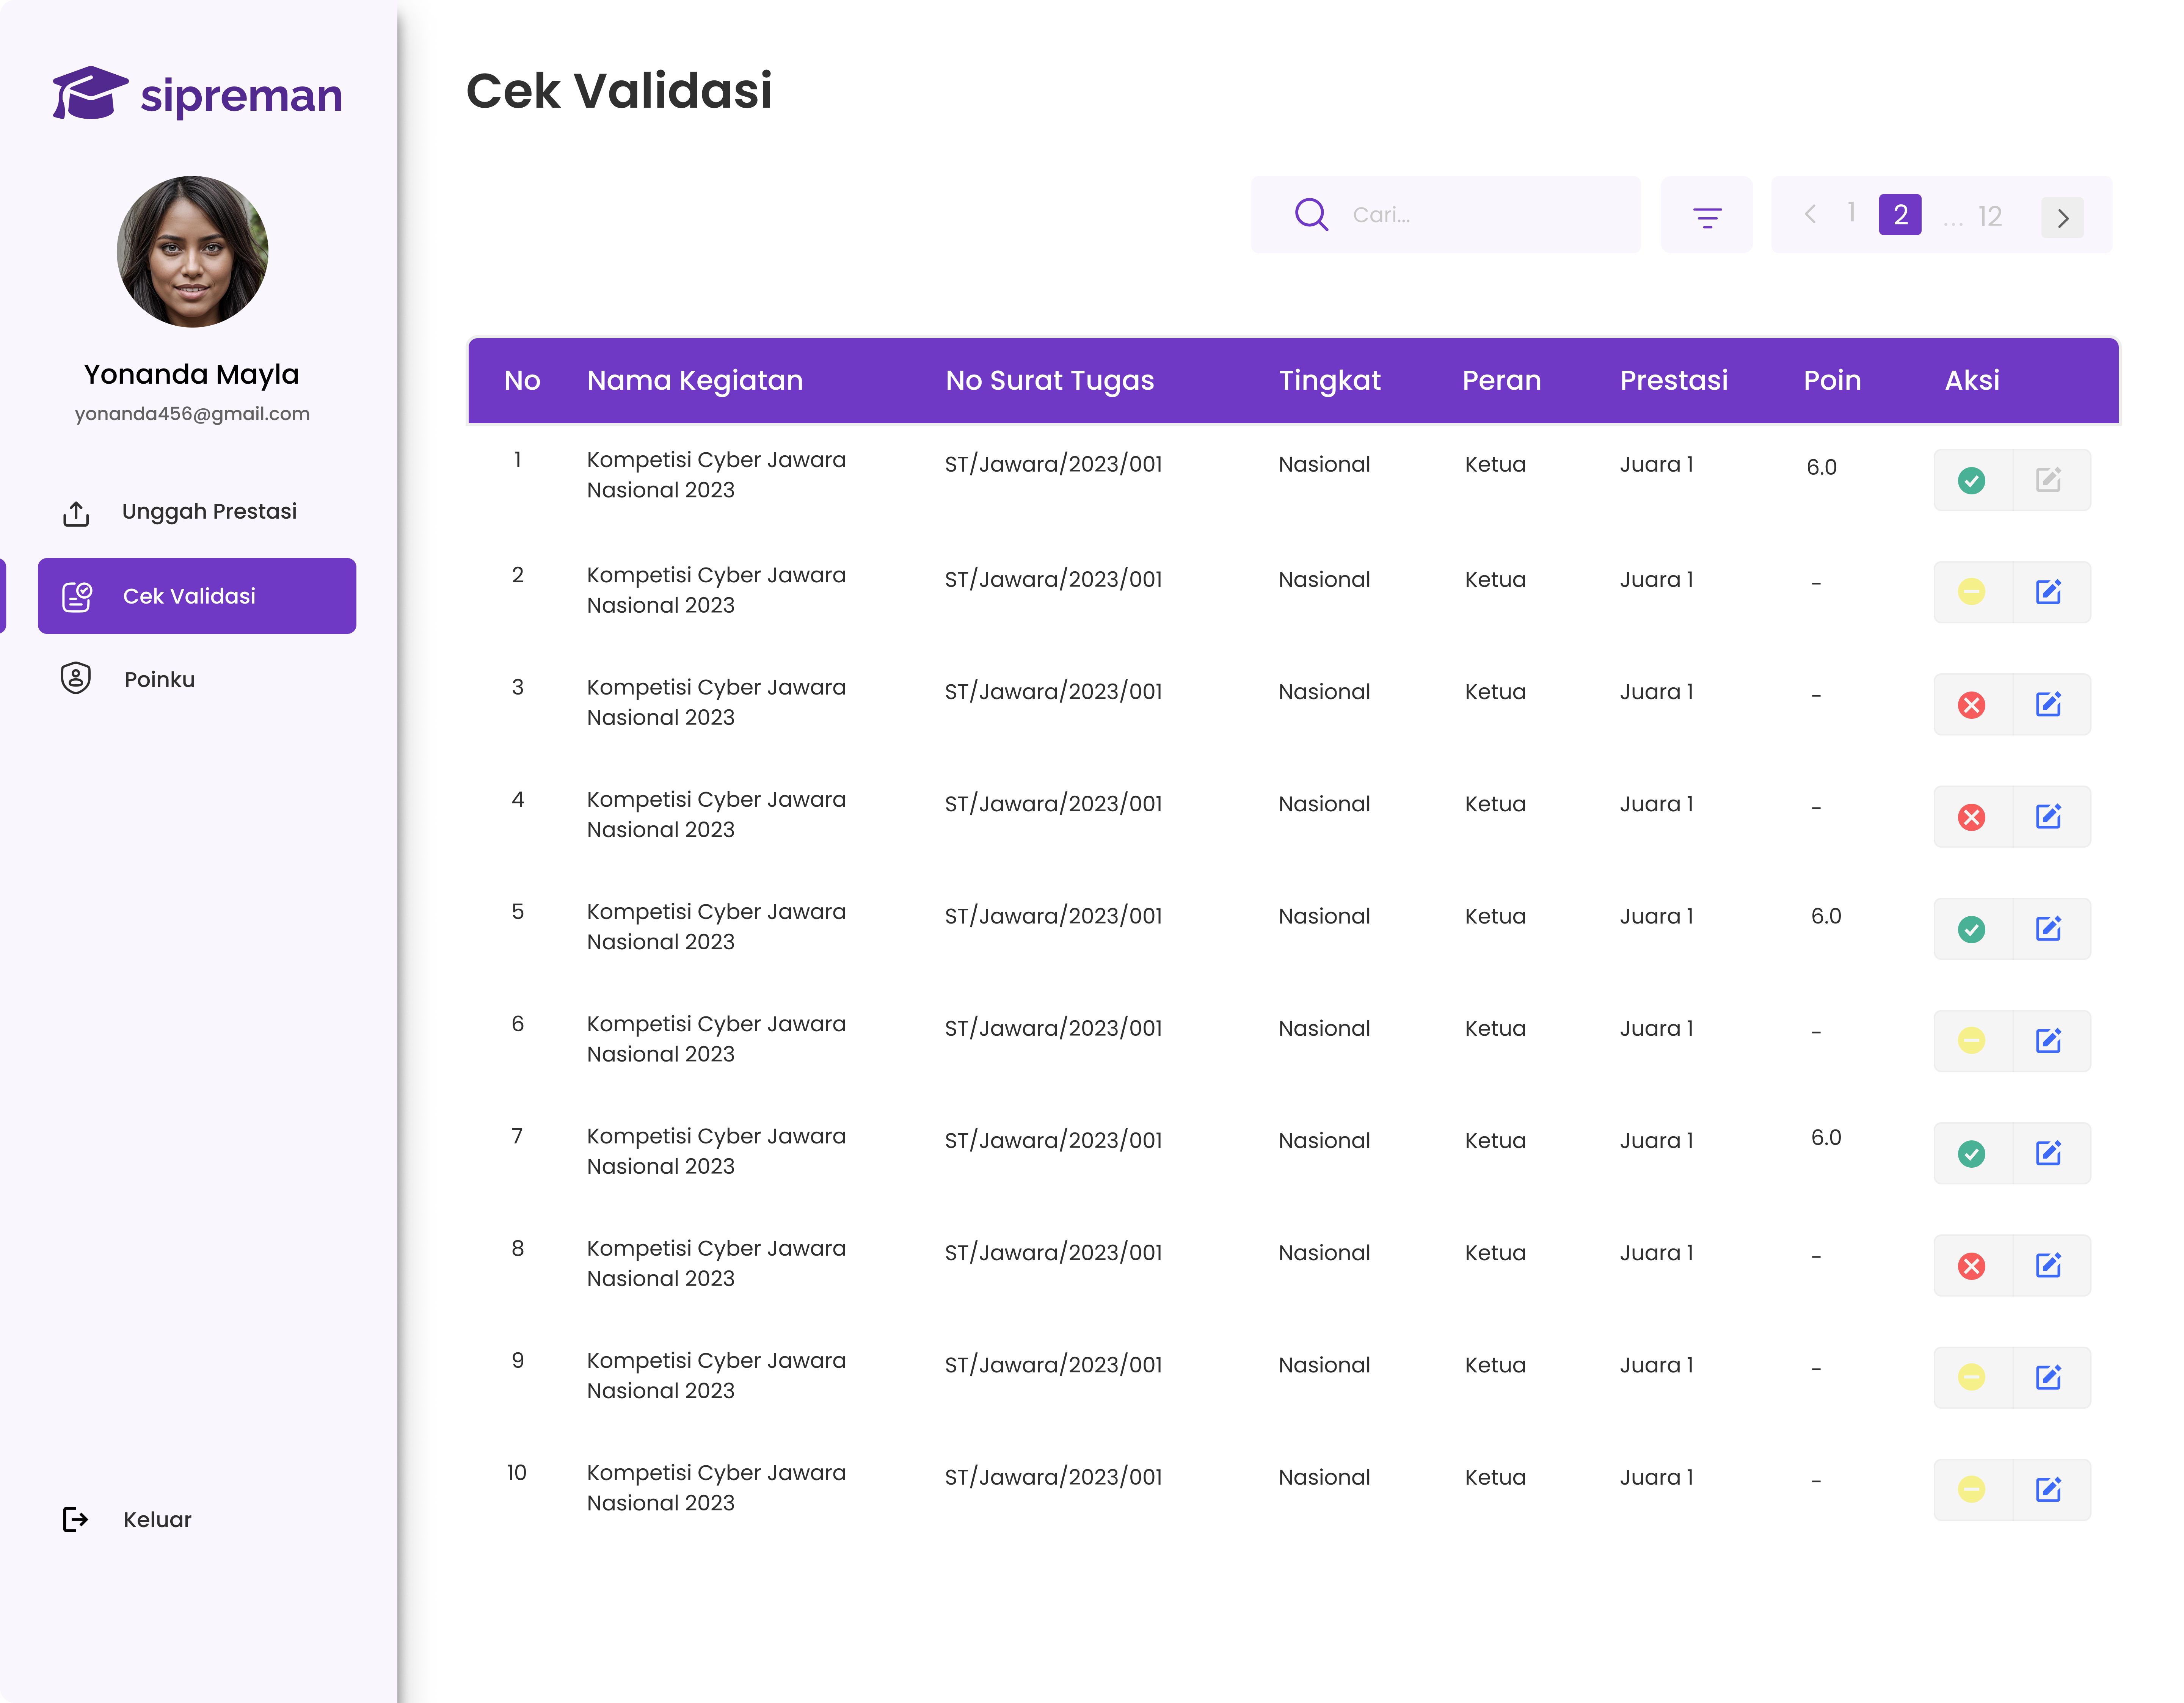 sipreman
Yonanda Mayla
yonanda456@gmail.com
Unggah Prestasi
Cek Validasi
Poinku
Keluar
Cek Validasi
Cari...
1 2 ... 12
No Nama Kegiatan No Surat Tugas Tingkat Peran Prestasi Poin Aksi
1 Kompetisi Cyber Jawara ST/Jawara/2023/001 Nasional Ketua Juara 1 6.0
Nasional 2023
2 Kompetisi Cyber Jawara ST/Jawara/2023/001 Nasional Ketua Juara 1 -
Nasional 2023
3 Kompetisi Cyber Jawara ST/Jawara/2023/001 Nasional Ketua Juara 1 -
Nasional 2023
4 Kompetisi Cyber Jawara ST/Jawara/2023/001 Nasional Ketua Juara 1 -
Nasional 2023
5 Kompetisi Cyber Jawara ST/Jawara/2023/001 Nasional Ketua Juara 1 6.0
Nasional 2023
6 Kompetisi Cyber Jawara ST/Jawara/2023/001 Nasional Ketua Juara 1 -
Nasional 2023
7 Kompetisi Cyber Jawara ST/Jawara/2023/001 Nasional Ketua Juara 1 6.0
Nasional 2023
8 Kompetisi Cyber Jawara ST/Jawara/2023/001 Nasional Ketua Juara 1 -
Nasional 2023
9 Kompetisi Cyber Jawara ST/Jawara/2023/001 Nasional Ketua Juara 1 -
Nasional 2023
10 Kompetisi Cyber Jawara ST/Jawara/2023/001 Nasional Ketua Juara 1 -
Nasional 2023